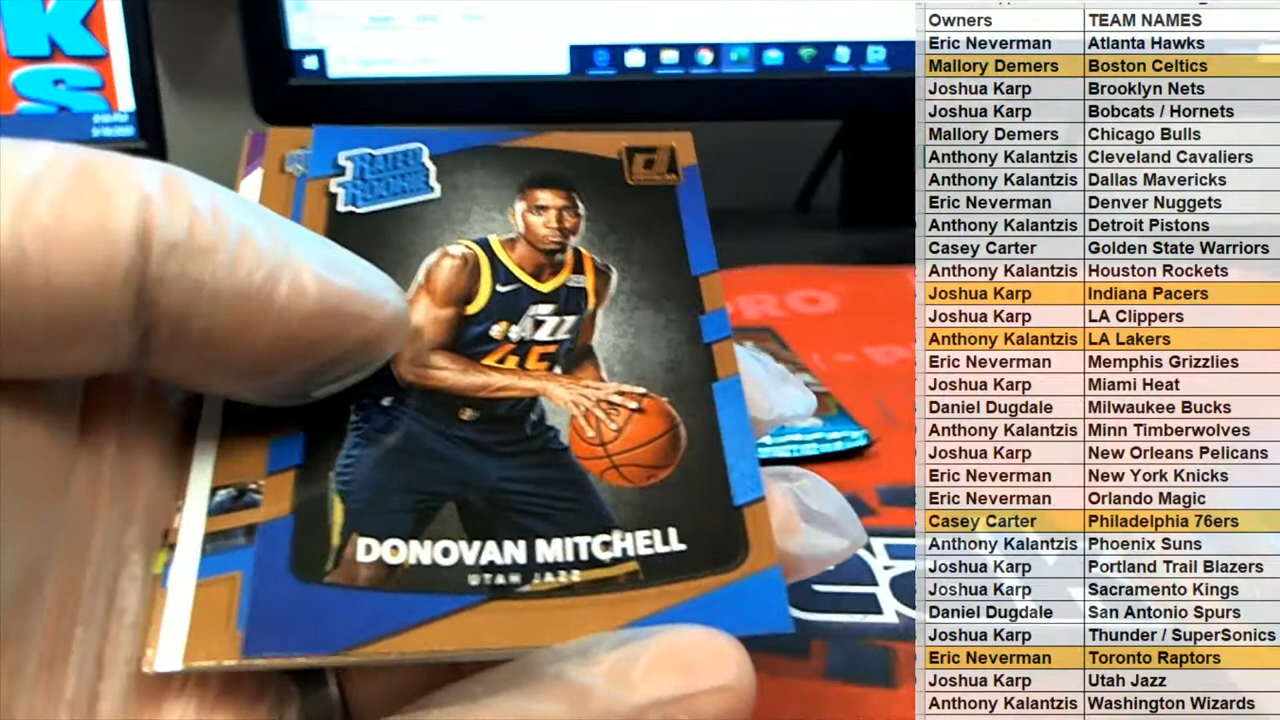 K
S
RATED
ROOKIE
JAZZ
45
DONOVAN MITCHELL
UTAH JAZZ
PRO
Owners TEAM NAMES
Eric Neverman Atlanta Hawks
Mallory Demers Boston Celtics
Joshua Karp Brooklyn Nets
Joshua Karp Bobcats / Hornets
Mallory Demers Chicago Bulls
Anthony Kalantzis Cleveland Cavaliers
Anthony Kalantzis Dallas Mavericks
Eric Neverman Denver Nuggets
Anthony Kalantzis Detroit Pistons
Casey Carter Golden State Warriors
Anthony Kalantzis Houston Rockets
Joshua Karp Indiana Pacers
Joshua Karp LA Clippers
Anthony Kalantzis LA Lakers
Eric Neverman Memphis Grizzlies
Joshua Karp Miami Heat
Daniel Dugdale Milwaukee Bucks
Anthony Kalantzis Minn Timberwolves
Joshua Karp New Orleans Pelicans
Eric Neverman New York Knicks
Eric Neverman Orlando Magic
Casey Carter Philadelphia 76ers
Anthony Kalantzis Phoenix Suns
Joshua Karp Portland Trail Blazers
Joshua Karp Sacramento Kings
Daniel Dugdale San Antonio Spurs
Joshua Karp Thunder / SuperSonics
Eric Neverman Toronto Raptors
Joshua Karp Utah Jazz
Anthony Kalantzis Washington Wizards